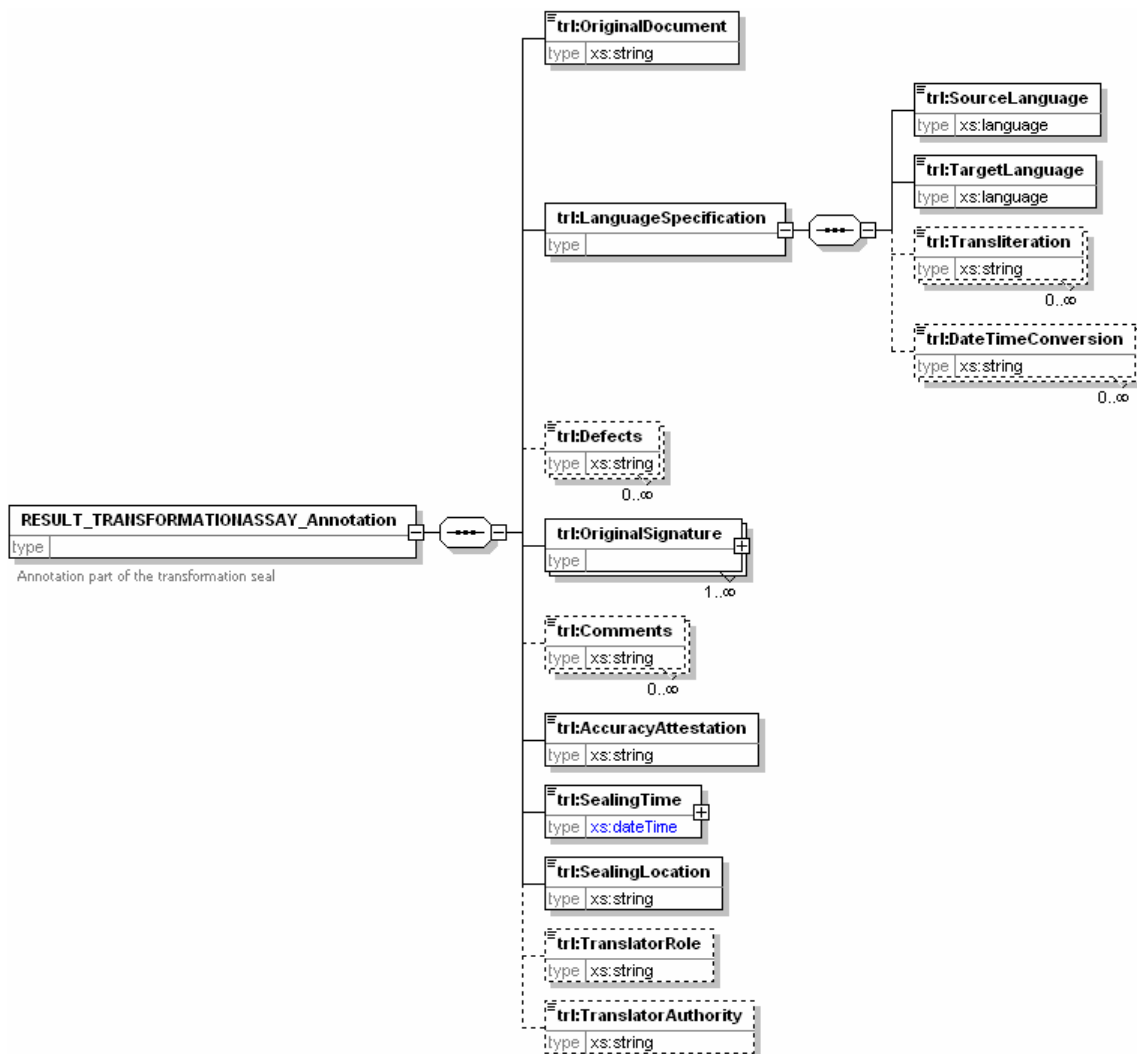 trl:OriginalDocument
type xs:string
trl:SourceLanguage
type xs:language
trl:TargetLanguage
type xs:language
trl:LanguageSpecification
type
trl:Transliteration
type xs:string
0..∞
trl:DateTimeConversion
type xs:string
0..∞
trl:Defects
type xs:string
0..∞
RESULT_TRANSFORMATIONASSAY_Annotation
type
Annotation part of the transformation seal
trl:OriginalSignature
type
1..∞
trl:Comments
type xs:string
0..∞
trl:AccuracyAttestation
type xs:string
trl:SealingTime
type xs:dateTime
trl:SealingLocation
type xs:string
trl:TranslatorRole
type xs:string
trl:TranslatorAuthority
type xs:string